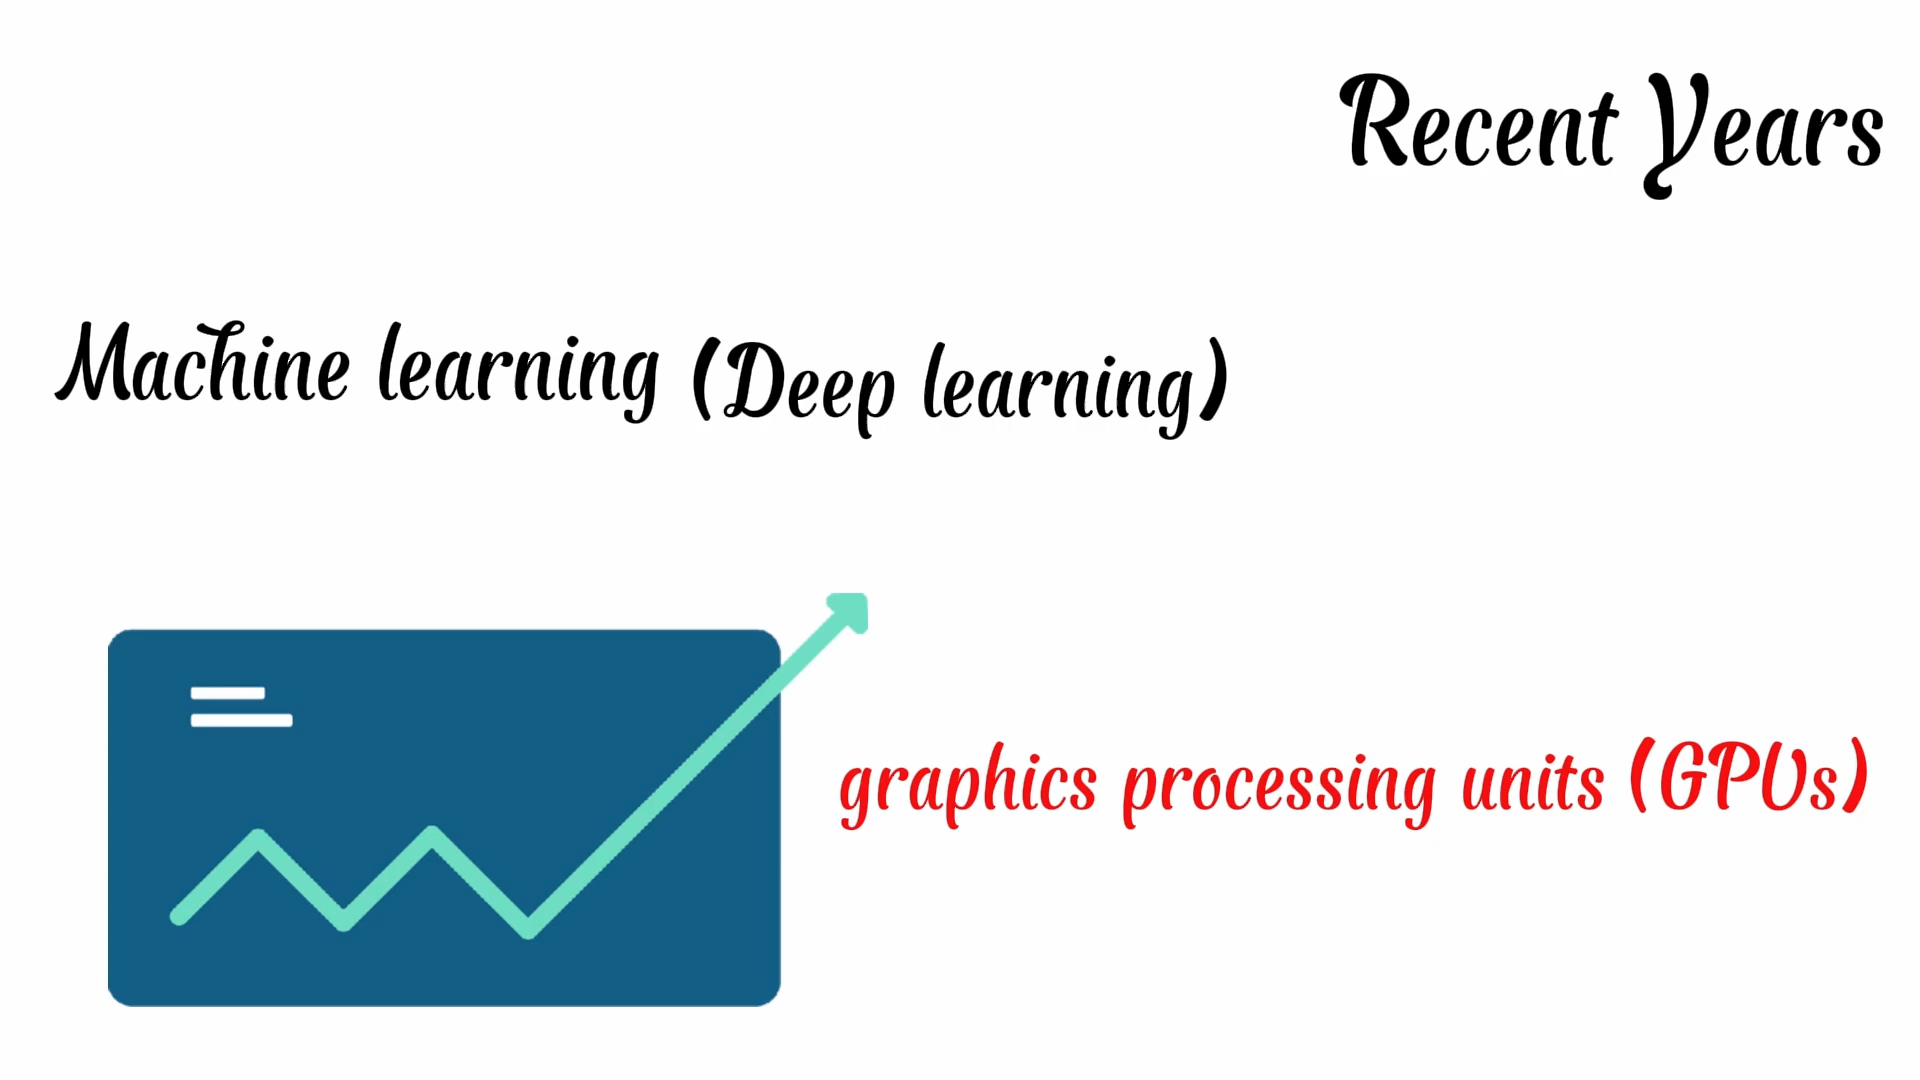 Recent Years
Machine learning (Deep learning)
graphics processing units (GPUs)